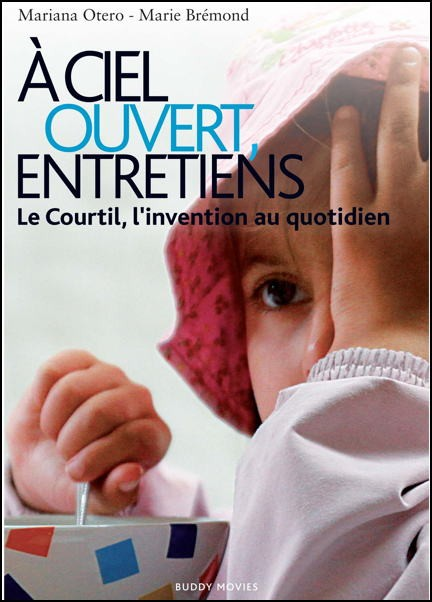 Mariana Otero - Marie Brémond
À CIEL
OUVERT,
ENTRETIENS
Le Courtil, l'invention au quotidien
BUDDY MOVIES